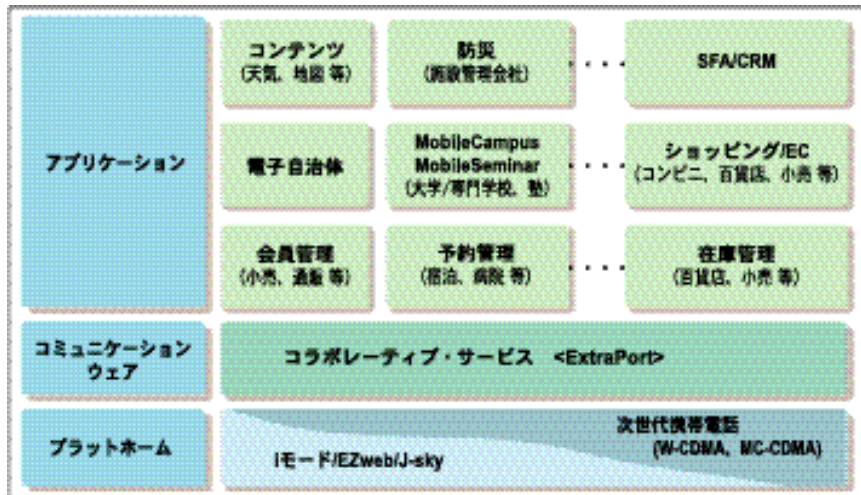 コンテンツ
(天気、地図 等)
防災
(施設管理会社)
・・・・
SFA/CRM
アプリケーション
電子自治体
MobileCampus
MobileSeminar
(大学/専門学校、塾)
・・・・
ショッピング/EC
(コンビニ、百貨店、小売 等)
会員管理
(小売、通販 等)
予約管理
(宿泊、病院 等)
・・・・
在庫管理
(百貨店、小売 等)
コミュニケーション
ウェア
コラボレーティブ・サービス <ExtraPort>
プラットホーム
iモード/EZweb/J-sky
次世代携帯電話
(W-CDMA、MC-CDMA)